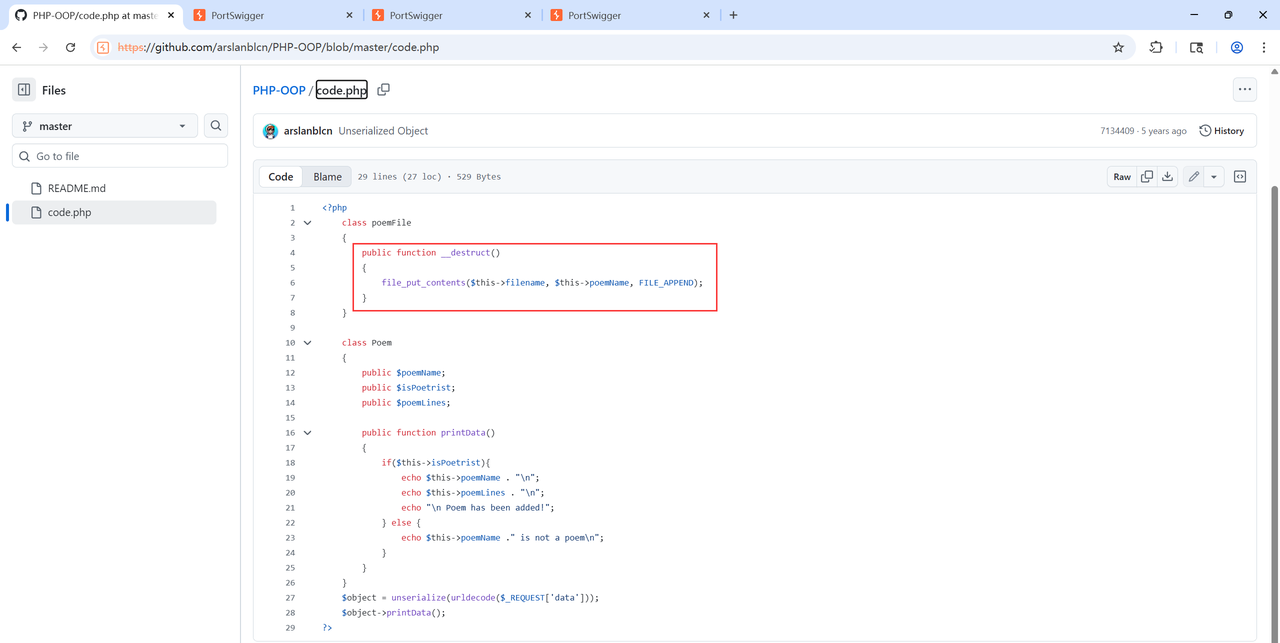 PHP-OOP/code.php at maste
PortSwigger
PortSwigger
PortSwigger
https://github.com/arslanblcn/PHP-OOP/blob/master/code.php
Files
PHP-OOP / code.php
master
arslanblcn Unserialized Object
7134409 · 5 years ago
History
Go to file
Code
Blame
29 lines (27 loc) · 529 Bytes
Raw
README.md
code.php
1 <?php
2 class poemFile
3 {
4 public function __destruct()
5 {
6 file_put_contents($this->filename, $this->poemName, FILE_APPEND);
7 }
8 }
9
10 class Poem
11 {
12 public $poemName;
13 public $isPoetrist;
14 public $poemLines;
15
16 public function printData()
17 {
18 if($this->isPoetrist){
19 echo $this->poemName . "\n";
20 echo $this->poemLines . "\n";
21 echo "\n Poem has been added!";
22 } else {
23 echo $this->poemName ." is not a poem\n";
24 }
25 }
26 }
27 $object = unserialize(urldecode($_REQUEST['data']));
28 $object->printData();
29 ?>